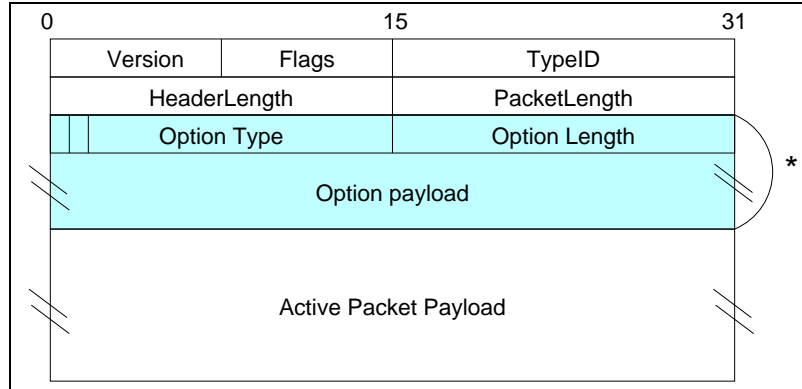 0 15 31
Version Flags TypeID
HeaderLength PacketLength
Option Type Option Length
*
Option payload
Active Packet Payload